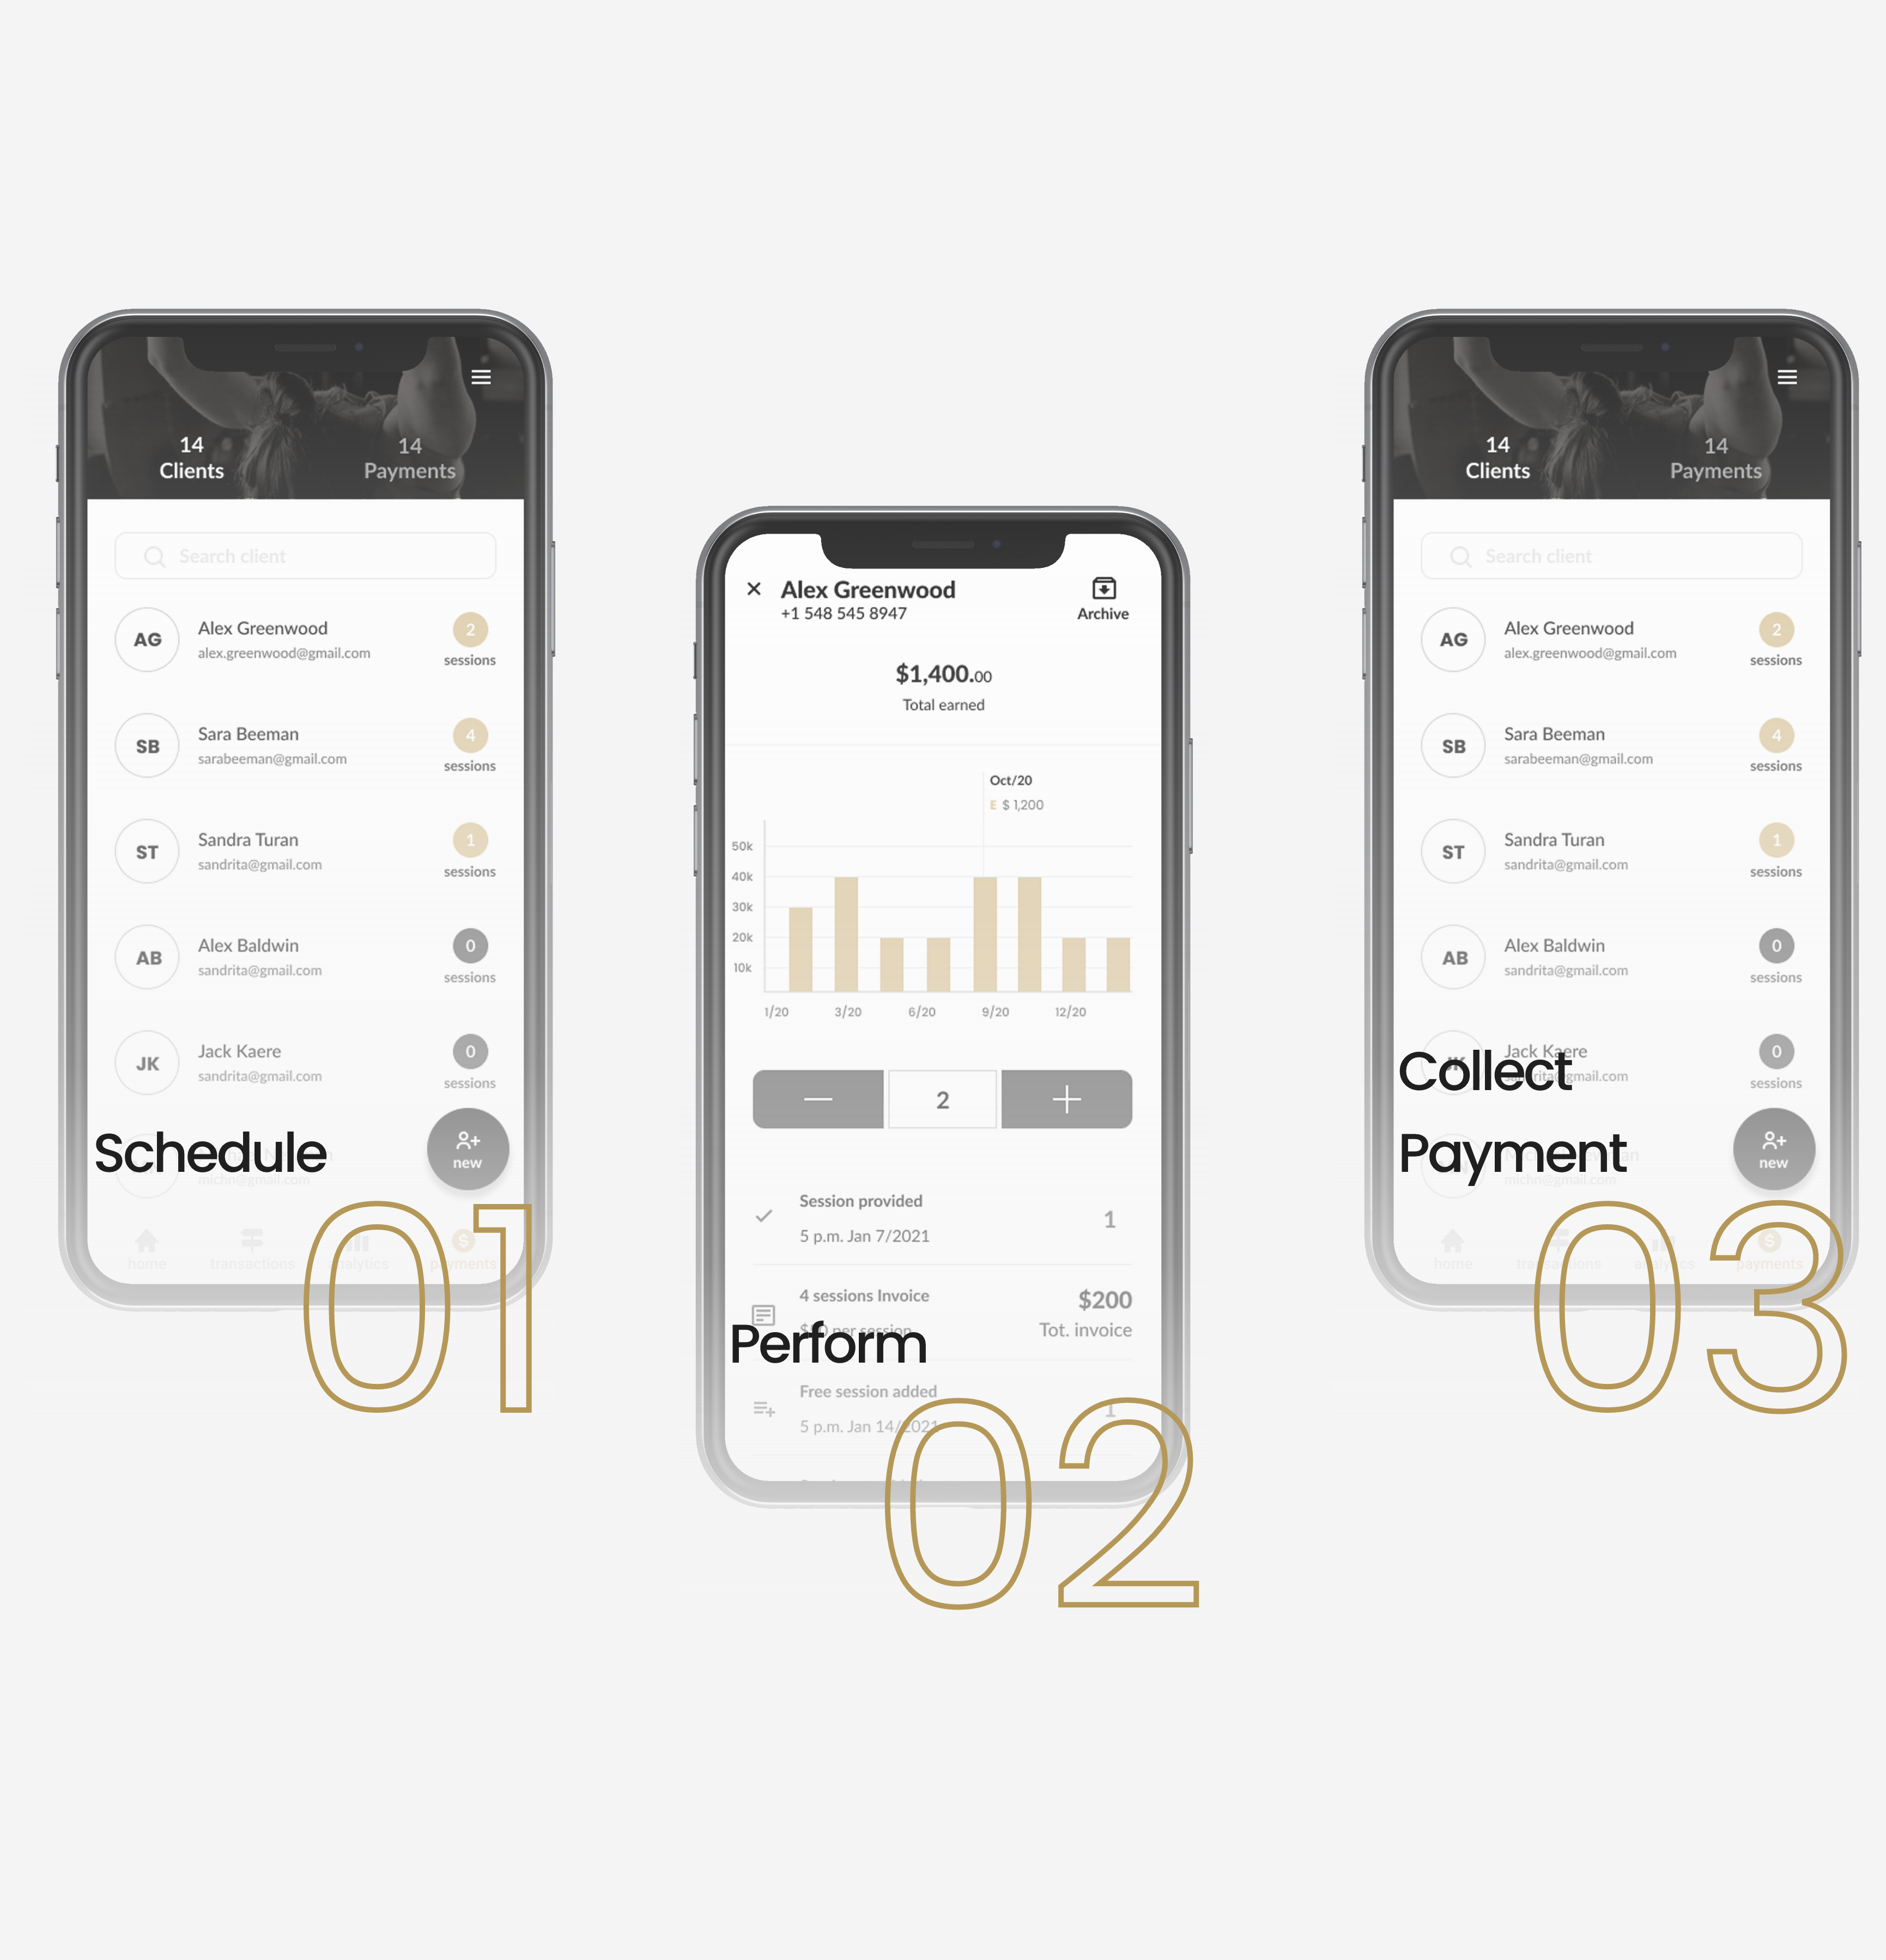 14
Clients
14
Payments
Search client
AG
Alex Greenwood
alex.greenwood@gmail.com
2
sessions
SB
Sara Beeman
sarabeeman@gmail.com
4
sessions
ST
Sandra Turan
sandrita@gmail.com
1
sessions
AB
Alex Baldwin
sandrita@gmail.com
0
sessions
JK
Jack Kaere
sandrita@gmail.com
0
sessions
Schedule
michn@gmail.com
new
home
transactions
analytics
payments
01
Alex Greenwood
+1 548 545 8947
Archive
$1,400.00
Total earned
Oct/20
E $ 1,200
50k
40k
30k
20k
10k
1/20 3/20 6/20 9/20 12/20
2
Session provided
5 p.m. Jan 7/2021
1
4 sessions Invoice
per session
$200
Tot. invoice
Perform
Free session added
5 p.m. Jan 14/2021
1
02
14
Clients
14
Payments
Search client
AG
Alex Greenwood
alex.greenwood@gmail.com
2
sessions
SB
Sara Beeman
sarabeeman@gmail.com
4
sessions
ST
Sandra Turan
sandrita@gmail.com
1
sessions
AB
Alex Baldwin
sandrita@gmail.com
0
sessions
JK
Jack Kaere
sandrita@gmail.com
0
sessions
Collect
Payment
michn@gmail.com
new
home
transactions
analytics
payments
03